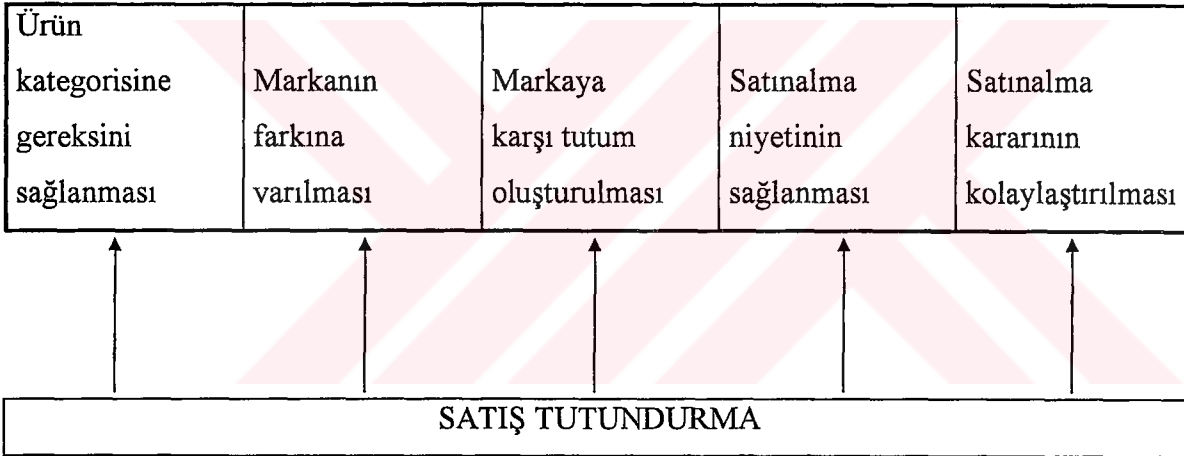 Ürün
kategorisine
gereksini
sağlanması
Markanın
farkına
varılması
Markaya
karşı tutum
oluşturulması
Satınalma
niyetinin
sağlanması
Satınalma
kararının
kolaylaştırılması
SATIŞ TUTUNDURMA